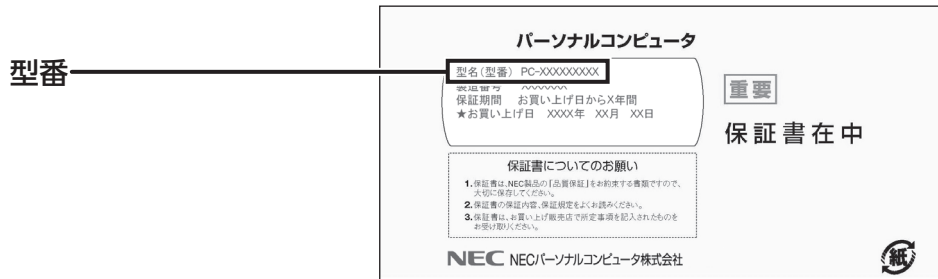 パーソナルコンピュータ
型番
型名(型番) PC-XXXXXXXXX
製造番号 XXXXXXX
保証期間 お買い上げ日からX年間
★お買い上げ日 XXXX年 XX月 XX日
重要
保証書在中
保証書についてのお願い
1.保証書は、NEC製品の「品質保証」をお約束する書類ですので、
大切に保存してください。
2.保証書の保証内容、保証規定をよくお読みください。
3.保証書は、お買い上げ販売店で所定事項を記入されたものを
お受け取りください。
NEC NECパーソナルコンピュータ株式会社
紙